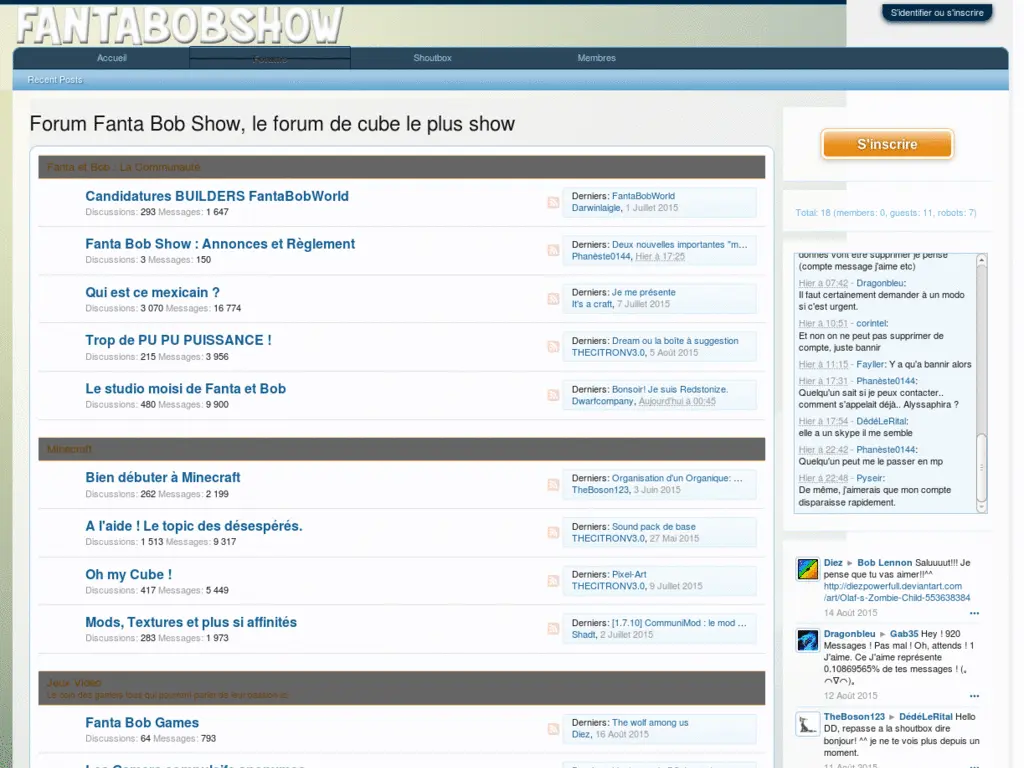 FANTABOBSHOW
S'identifier ou s'inscrire
Accueil
Forums
Shoutbox
Membres
Recent Posts
Forum Fanta Bob Show, le forum de cube le plus show
Fanta et Bob : La Communauté
Candidatures BUILDERS FantaBobWorld
Discussions: 293 Messages: 1 647
Derniers: FantaBobWorld
Darwinlaigle, 1 Juillet 2015
Fanta Bob Show : Annonces et Règlement
Discussions: 3 Messages: 150
Derniers: Deux nouvelles importantes "m...
Phanèste0144, Hier à 17:25
Qui est ce mexicain ?
Discussions: 3 070 Messages: 16 774
Derniers: Je me présente
It's a craft, 7 Juillet 2015
Trop de PU PU PUISSANCE !
Discussions: 215 Messages: 3 956
Derniers: Dream ou la boîte à suggestion
THECITRONV3.0, 5 Août 2015
Le studio moisi de Fanta et Bob
Discussions: 480 Messages: 9 900
Derniers: Bonsoir! Je suis Redstonize.
Dwarfcompany, Aujourd'hui à 00:45
Minecraft
Bien débuter à Minecraft
Discussions: 262 Messages: 2 199
Derniers: Organisation d'un Organique: ...
TheBoson123, 3 Juin 2015
A l'aide ! Le topic des désespérés.
Discussions: 1 513 Messages: 9 317
Derniers: Sound pack de base
THECITRONV3.0, 27 Mai 2015
Oh my Cube !
Discussions: 417 Messages: 5 449
Derniers: Pixel-Art
THECITRONV3.0, 9 Juillet 2015
Mods, Textures et plus si affinités
Discussions: 283 Messages: 1 973
Derniers: [1.7.10] CommuniMod : le mod ...
Shadt, 2 Juillet 2015
Jeux Vidéo
Le coin des gamers fous qui pourront parler de leur passion ici.
Fanta Bob Games
Discussions: 64 Messages: 793
Derniers: The wolf among us
Diez, 16 Août 2015
S'inscrire
Total: 18 (members: 0, guests: 11, robots: 7)
donnés vont être supprimer je pense
(compte message j'aime etc)
Hier à 07:42 - Dragonbleu:
Il faut certainement demander à un modo
si c'est urgent.
Hier à 10:51 - corintel:
Et non on ne peut pas supprimer de
compte, juste bannir
Hier à 11:15 - Fayller: Y a qu'a bannir alors
Hier à 17:31 - Phanèste0144:
Quelqu'un sait si je peux contacter..
comment s'appelait déjà.. Alyssaphira ?
Hier à 17:54 - DédéLeRital:
elle a un skype il me semble
Hier à 22:42 - Phanèste0144:
Quelqu'un peut me le passer en mp
Hier à 22:48 - Pyseir:
De même, j'aimerais que mon compte
disparaisse rapidement.
Diez ► Bob Lennon Saluuuut!!! Je
pense que tu vas aimer!!^^
http://diezpowerfull.deviantart.com
/art/Olaf-s-Zombie-Child-553638384
14 Août 2015
Dragonbleu ► Gab35 Hey ! 920
Messages ! Pas mal ! Oh, attends ! 1
J'aime. Ce J'aime représente
0.10869565% de tes messages ! (｡
◠∇◠)｡
12 Août 2015
TheBoson123 ► DédéLeRital Hello
DD, repasse a la shoutbox dire
bonjour! ^^ je ne te vois plus depuis un
moment.
11 Août 2015